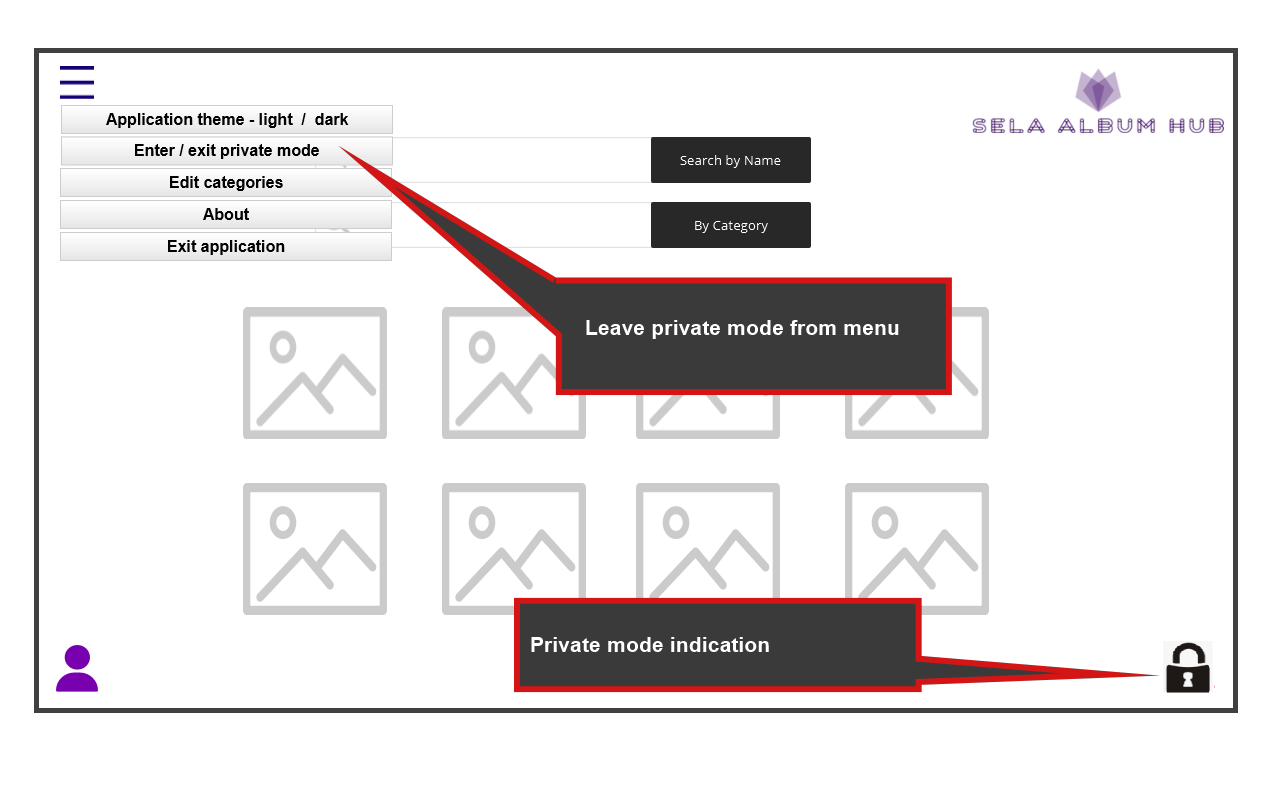 SELA ALBUM HUB
Application theme - light / dark
Enter / exit private mode
Search by Name
Edit categories
About
By Category
Exit application
Leave private mode from menu
Private mode indication